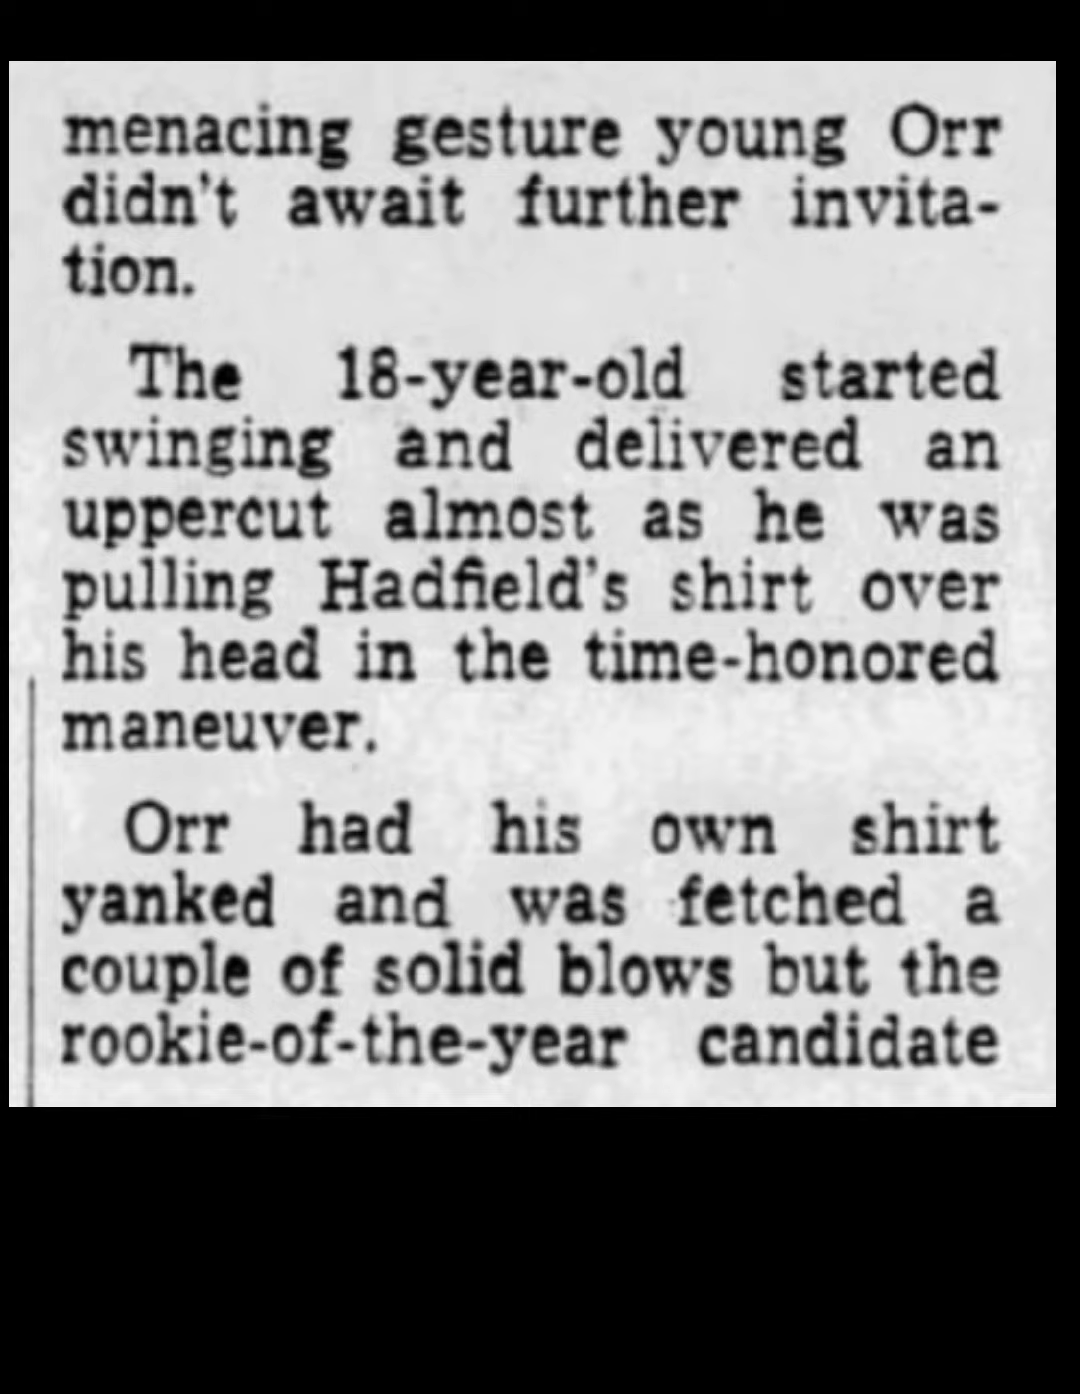 menacing gesture young Orr
didn't await further invita-
tion.
The 18-year-old started
swinging and delivered an
uppercut almost as he was
pulling Hadfield's shirt over
his head in the time-honored
maneuver.
Orr had his own shirt
yanked and was fetched a
couple of solid blows but the
rookie-of-the-year candidate